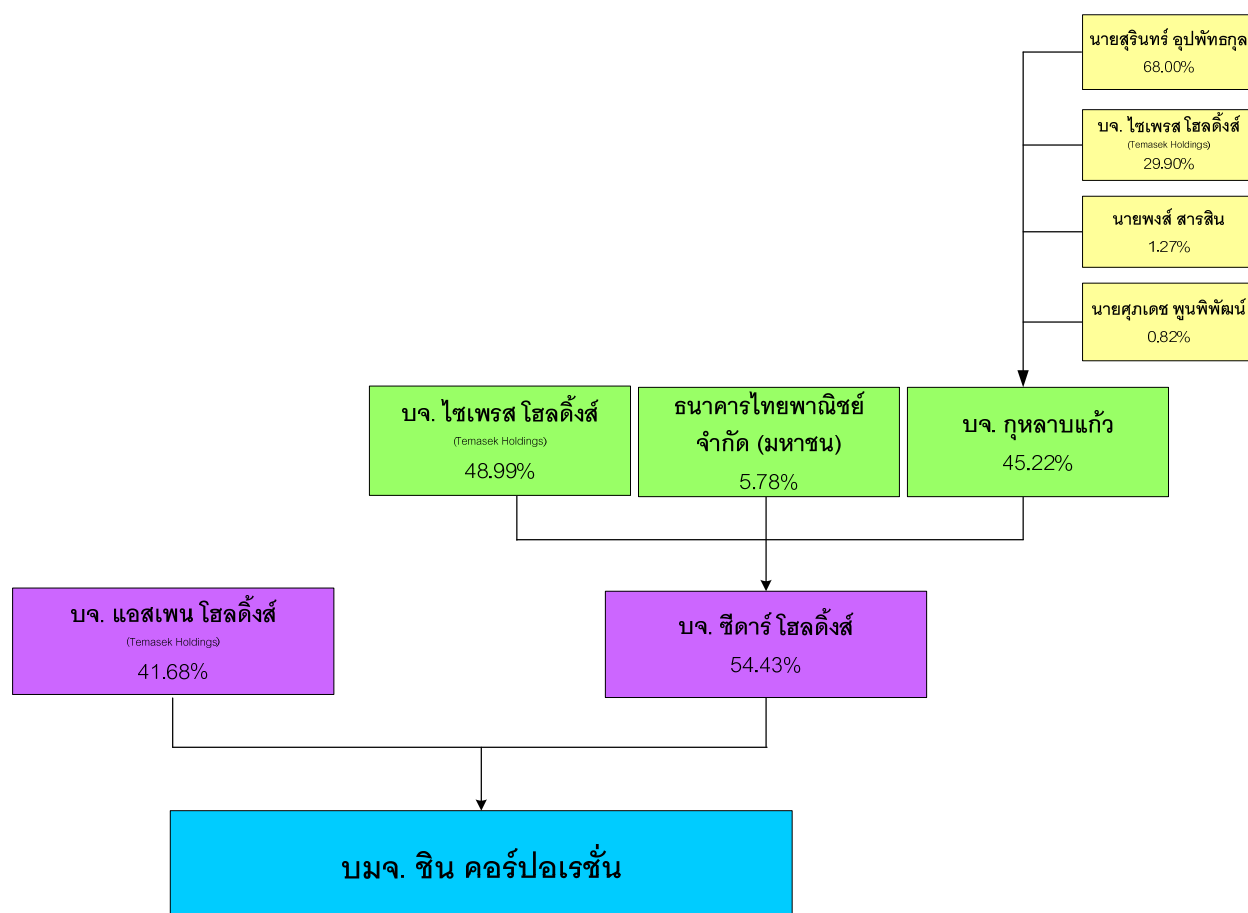 นายสุรินทร์ อุปพัทธกุล
68.00%
บจ. ไซเพรส โฮลดิ้งส์
(Temasek Holdings)
29.90%
นายพงส์ สารสิน
1.27%
นายศุภเดช พูนพิพัฒน์
0.82%
บจ. ไซเพรส โฮลดิ้งส์
(Temasek Holdings)
48.99%
ธนาคารไทยพาณิชย์
จำกัด (มหาชน)
5.78%
บจ. กุหลาบแก้ว
45.22%
บจ. แอสเพน โฮลดิ้งส์
(Temasek Holdings)
41.68%
บจ. ซีดาร์ โฮลดิ้งส์
54.43%
บมจ. ชิน คอร์ปอเรชั่น